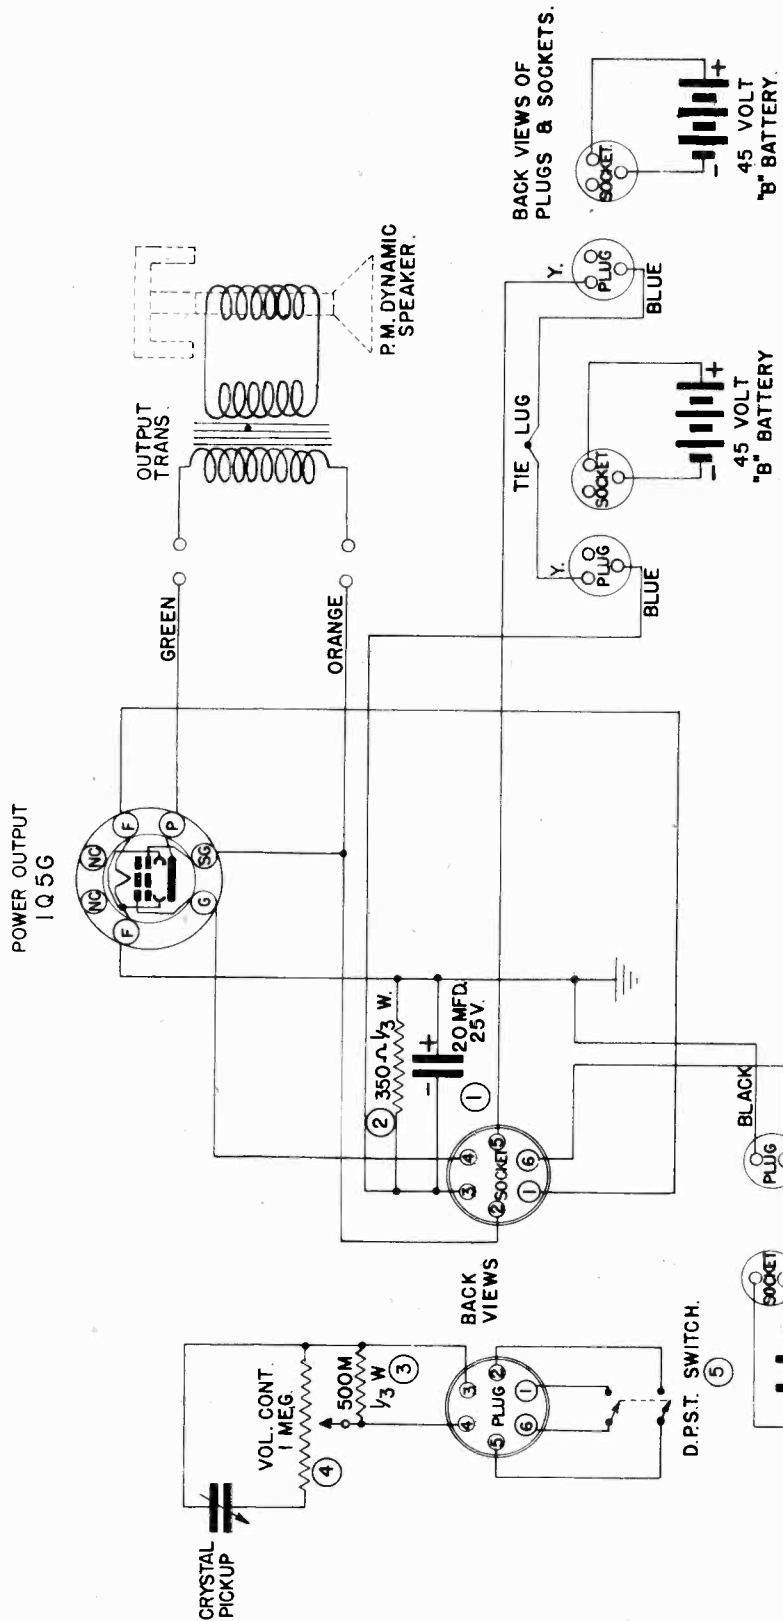 CRYSTAL
PICKUP
VOL. CONT.
1 MEG.
4
500M
⅓ W
3
3
4
PLUG
2
5
1
6
D.P.S.T. SWITCH.
5
BACK
VIEWS
3
4
2
SOCKET
5
1
6
1
2
350Ω ⅓ W.
20 MFD.
25 V.
-
+
POWER OUTPUT
1Q5G
NC
NC
F
F
G
SG
P
GREEN
ORANGE
OUTPUT
TRANS.
P.M. DYNAMIC
SPEAKER.
BACK VIEWS OF
PLUGS & SOCKETS.
Y.
PLUG
BLUE
TIE LUG
SOCKET
-
+
45 VOLT
"B" BATTERY
Y.
PLUG
BLUE
SOCKET.
-
+
45 VOLT
"B" BATTERY.
BLACK
PLUG
SOCKET